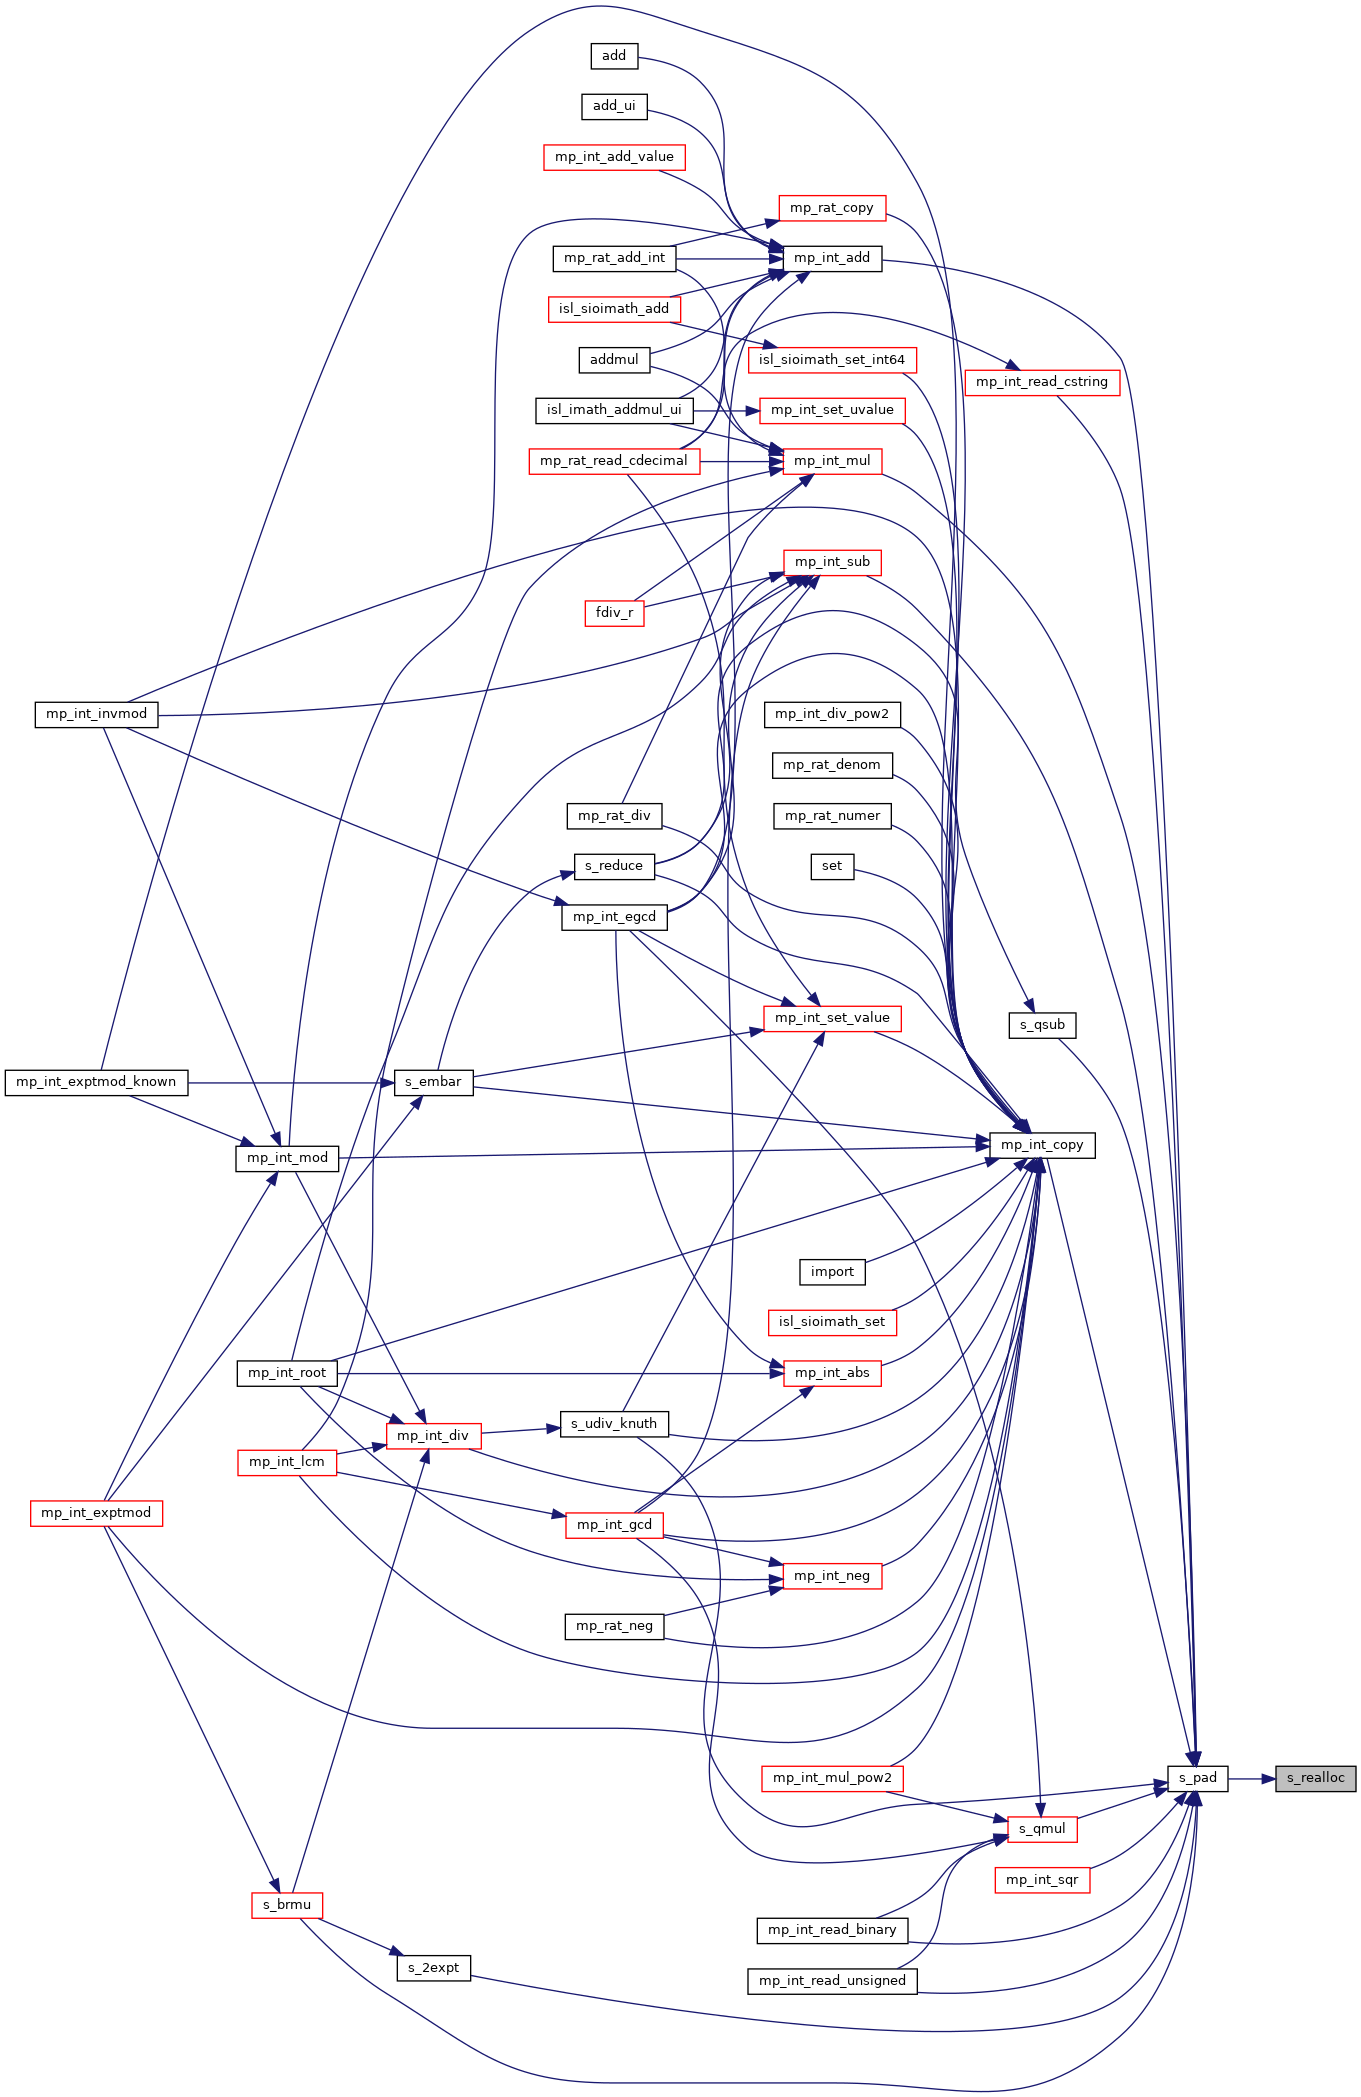 add
add_ui
mp_int_add_value
mp_rat_copy
mp_rat_add_int
mp_int_add
isl_sioimath_add
addmul
isl_sioimath_set_int64
mp_int_read_cstring
isl_imath_addmul_ui
mp_int_set_uvalue
mp_rat_read_cdecimal
mp_int_mul
mp_int_sub
fdiv_r
mp_int_invmod
mp_int_div_pow2
mp_rat_denom
mp_rat_div
mp_rat_numer
s_reduce
set
mp_int_egcd
mp_int_set_value
s_qsub
mp_int_exptmod_known
s_embar
mp_int_mod
mp_int_copy
import
isl_sioimath_set
mp_int_root
mp_int_abs
s_udiv_knuth
mp_int_div
mp_int_lcm
mp_int_exptmod
mp_int_gcd
mp_int_neg
mp_rat_neg
mp_int_mul_pow2
s_pad
s_realloc
s_qmul
mp_int_sqr
s_brmu
mp_int_read_binary
s_2expt
mp_int_read_unsigned